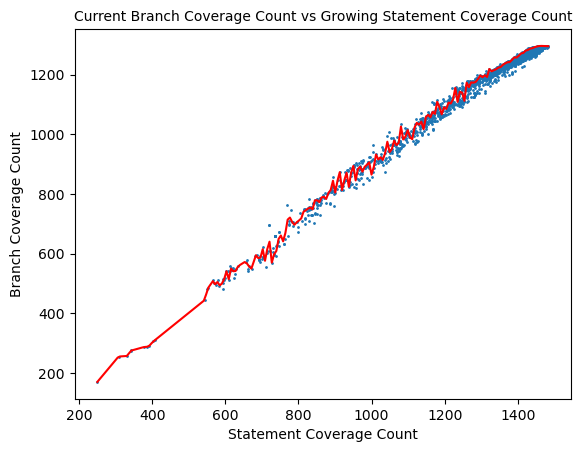 Current Branch Coverage Count vs Growing Statement Coverage Count
1200
1000
800
600
400
200
Branch Coverage Count
200 400 600 800 1000 1200 1400
Statement Coverage Count